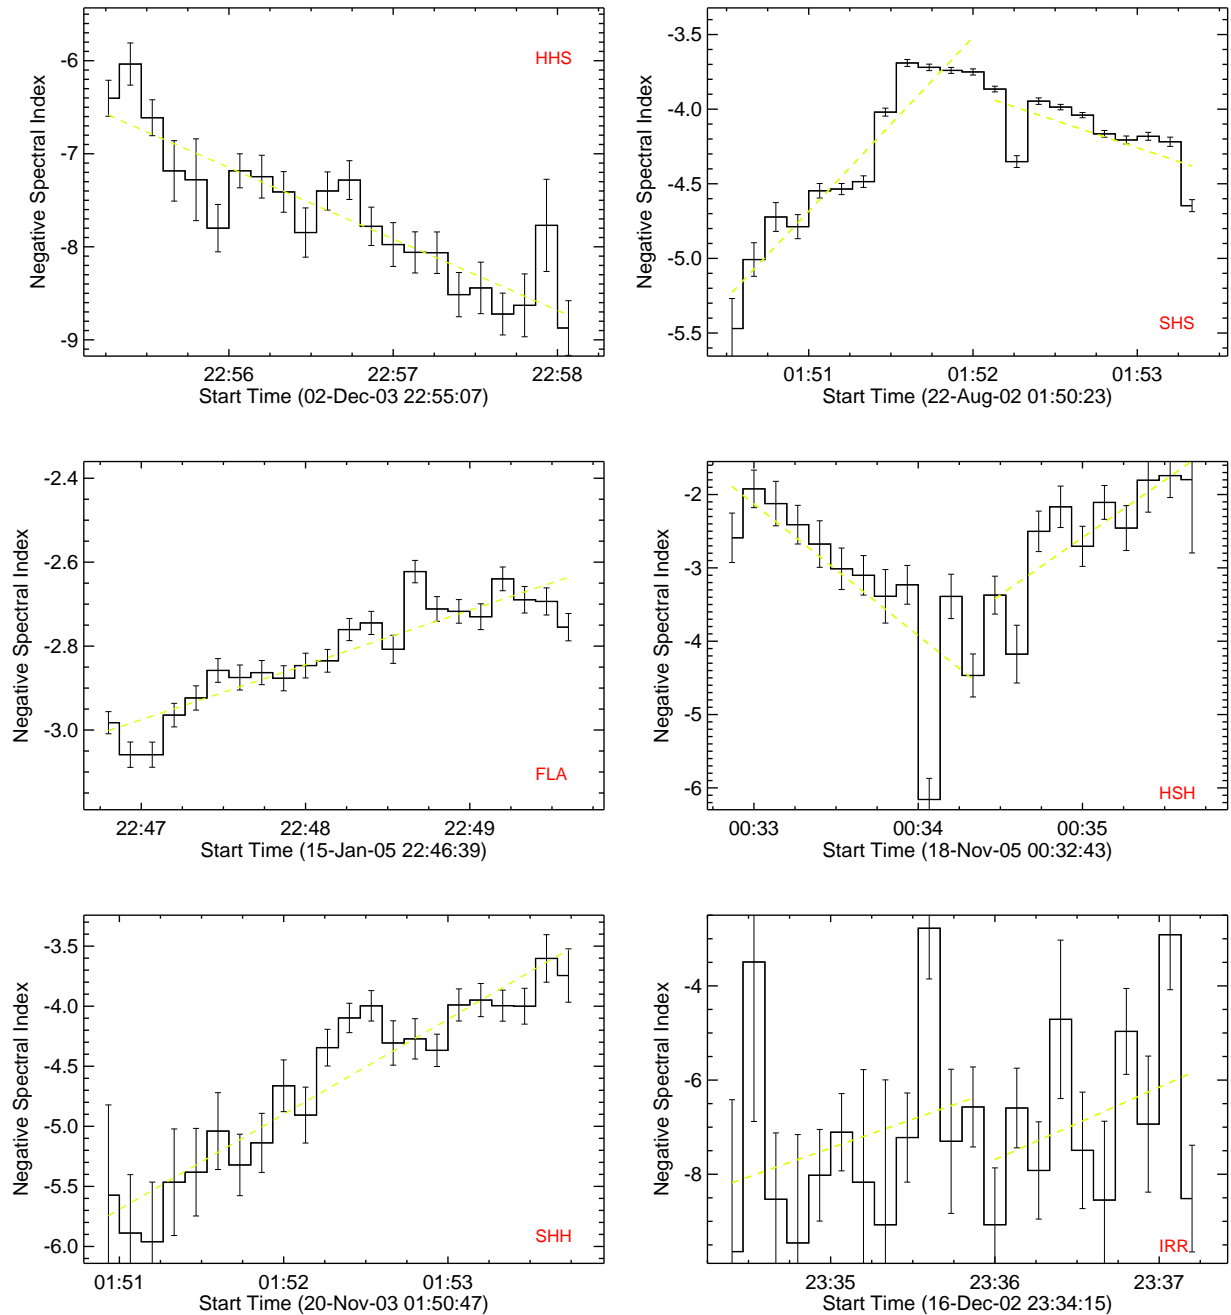 Negative Spectral Index
-6
-7
-8
-9
HHS
22:56 22:57 22:58
Start Time (02-Dec-03 22:55:07)
Negative Spectral Index
-3.5
-4.0
-4.5
-5.0
-5.5
SHS
01:51 01:52 01:53
Start Time (22-Aug-02 01:50:23)
Negative Spectral Index
-2.4
-2.6
-2.8
-3.0
FLA
22:47 22:48 22:49
Start Time (15-Jan-05 22:46:39)
Negative Spectral Index
-2
-3
-4
-5
-6
HSH
00:33 00:34 00:35
Start Time (18-Nov-05 00:32:43)
Negative Spectral Index
-3.5
-4.0
-4.5
-5.0
-5.5
-6.0
SHH
01:51 01:52 01:53
Start Time (20-Nov-03 01:50:47)
Negative Spectral Index
-4
-6
-8
IRR
23:35 23:36 23:37
Start Time (16-Dec-02 23:34:15)